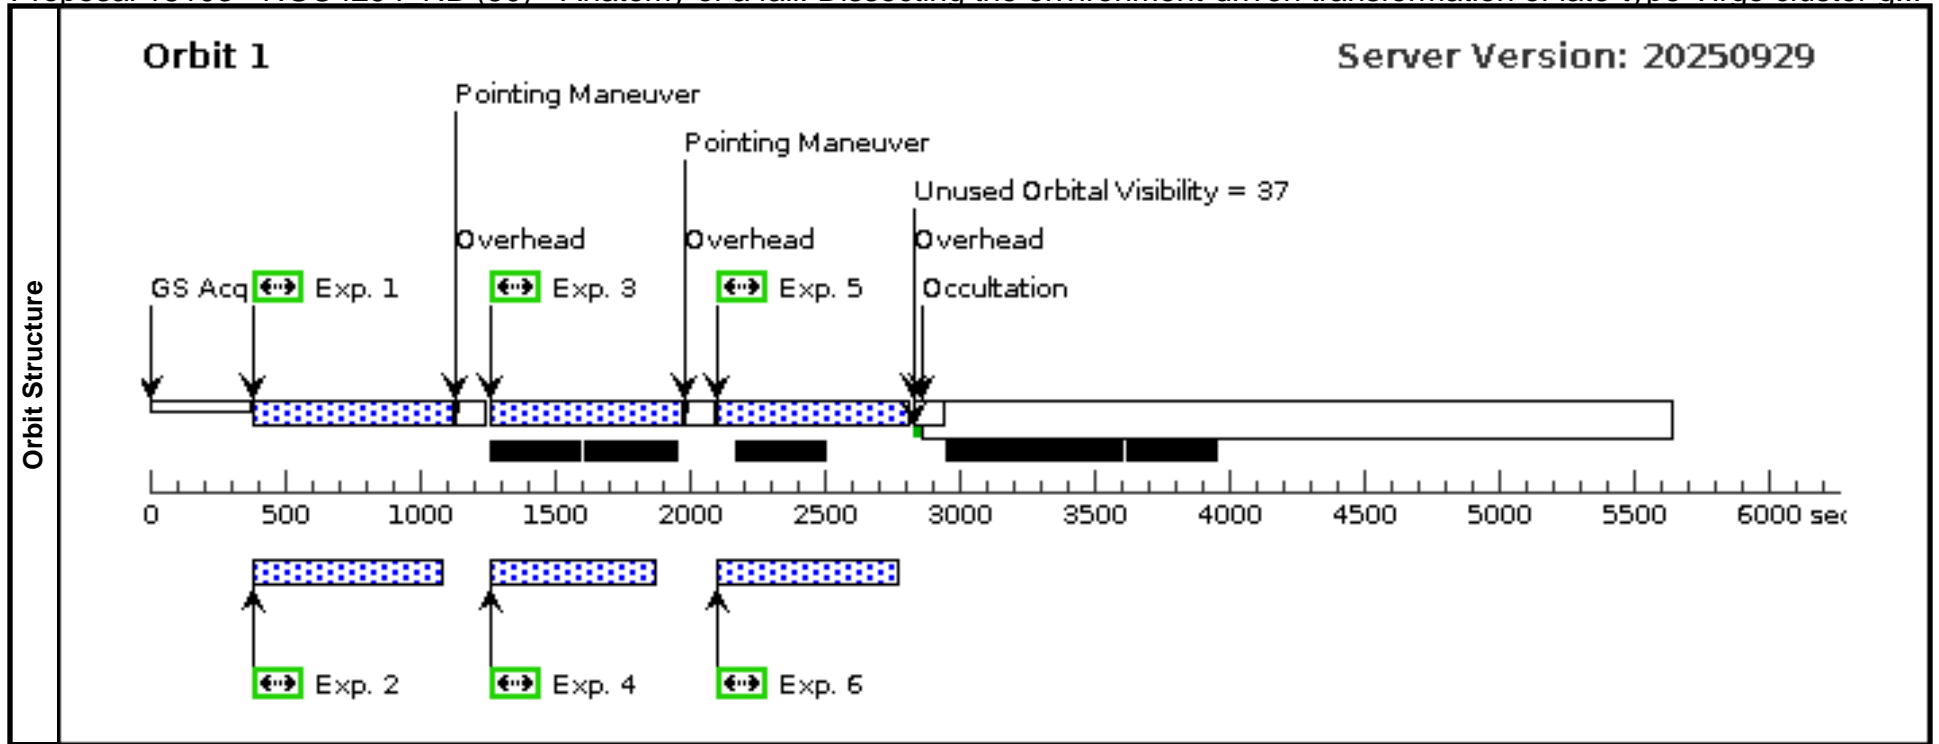 Orbit 1
Server Version: 20250929
Pointing Maneuver
Pointing Maneuver
Unused Orbital Visibility = 37
Overhead
Overhead
Overhead
GS Acq
Exp. 1
Exp. 3
Exp. 5
Occultation
Orbit Structure
0 500 1000 1500 2000 2500 3000 3500 4000 4500 5000 5500 6000
Exp. 2
Exp. 4
Exp. 6